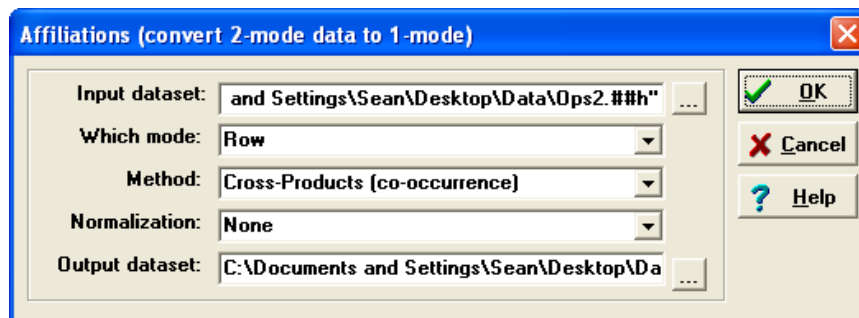 Affiliations (convert 2-mode data to 1-mode)
Input dataset: and Settings\Sean\Desktop\Data\Ops2.##h" ...
Which mode: Row
Method: Cross-Products (co-occurrence)
Normalization: None
Output dataset: C:\Documents and Settings\Sean\Desktop\Da ...
OK
Cancel
? Help